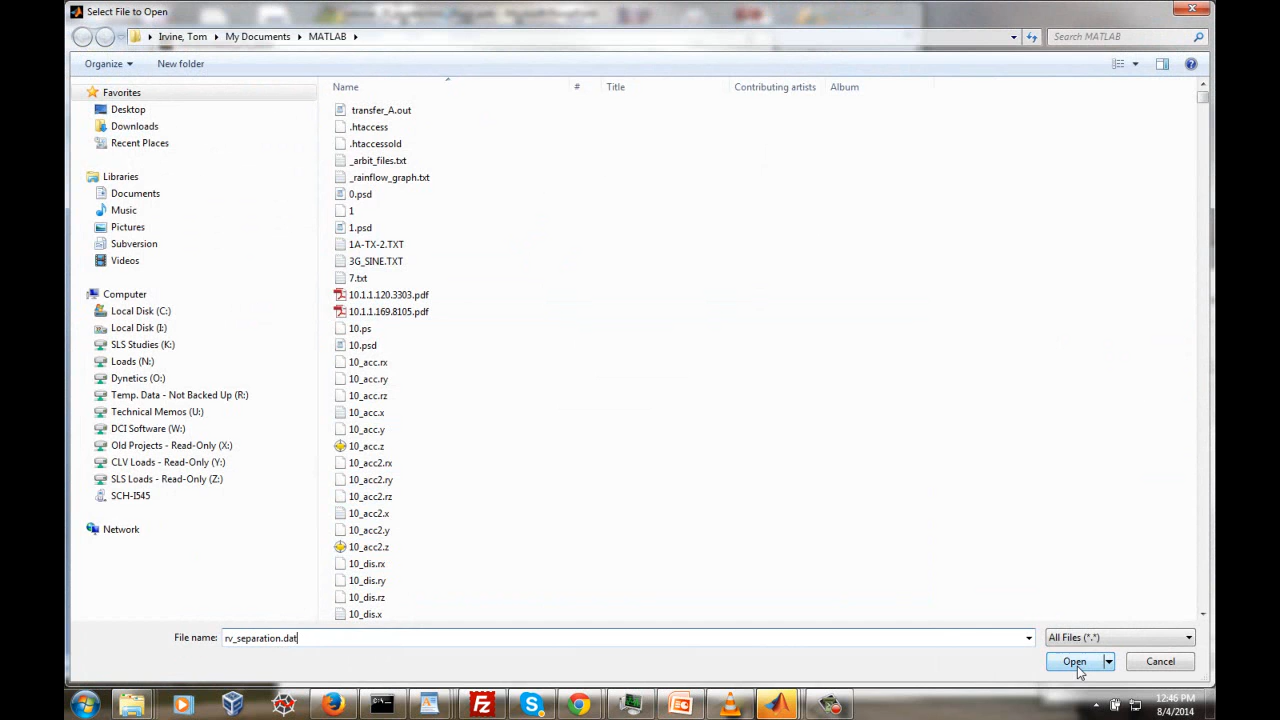 Select File to Open
Irvine, Tom My Documents MATLAB
Search MATLAB
Organize New folder
Favorites
Desktop
Downloads
Recent Places
Libraries
Documents
Music
Pictures
Subversion
Videos
Computer
Local Disk (C:)
Local Disk (I:)
SLS Studies (K:)
Loads (N:)
Dynetics (O:)
Temp. Data - Not Backed Up (R:)
Technical Memos (U:)
DCI Software (W:)
Old Projects - Read-Only (X:)
CLV Loads - Read-Only (Y:)
SLS Loads - Read-Only (Z:)
SCH-I545
Network
Name # Title Contributing artists Album
transfer_A.out
.htaccess
.htaccessold
_arbit_files.txt
_rainflow_graph.txt
0.psd
1
1.psd
1A-TX-2.TXT
3G_SINE.TXT
7.txt
10.1.1.120.3303.pdf
10.1.1.169.8105.pdf
10.ps
10.psd
10_acc.rx
10_acc.ry
10_acc.rz
10_acc.x
10_acc.y
10_acc.z
10_acc2.rx
10_acc2.ry
10_acc2.rz
10_acc2.x
10_acc2.y
10_acc2.z
10_dis.rx
10_dis.ry
10_dis.rz
10_dis.x
File name: rv_separation.dat All Files (*.*)
Open Cancel
12:46 PM
8/4/2014